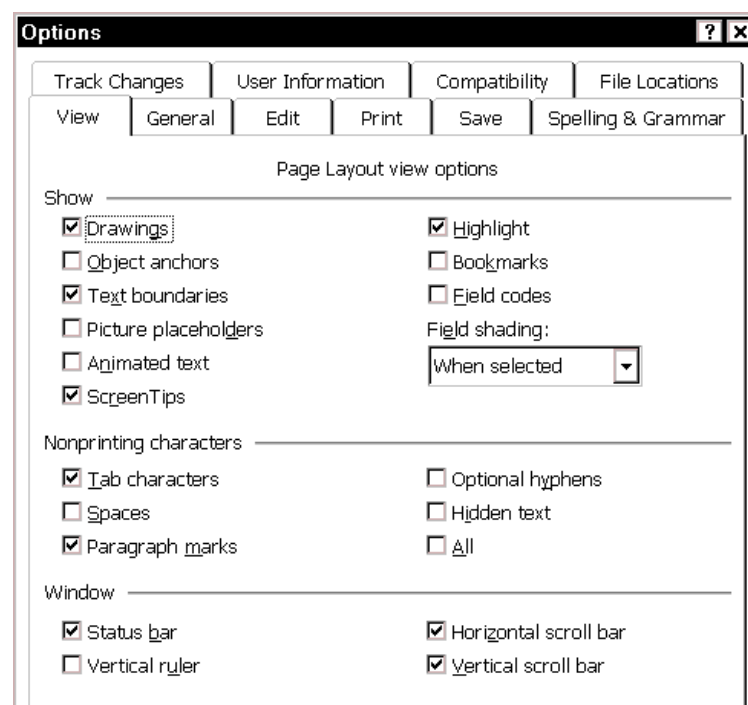 Options
Track Changes User Information Compatibility File Locations
View General Edit Print Save Spelling & Grammar
Page Layout view options
Show
Drawings Highlight
Object anchors Bookmarks
Text boundaries Field codes
Picture placeholders Field shading:
Animated text When selected
ScreenTips
Nonprinting characters
Tab characters Optional hyphens
Spaces Hidden text
Paragraph marks All
Window
Status bar Horizontal scroll bar
Vertical ruler Vertical scroll bar